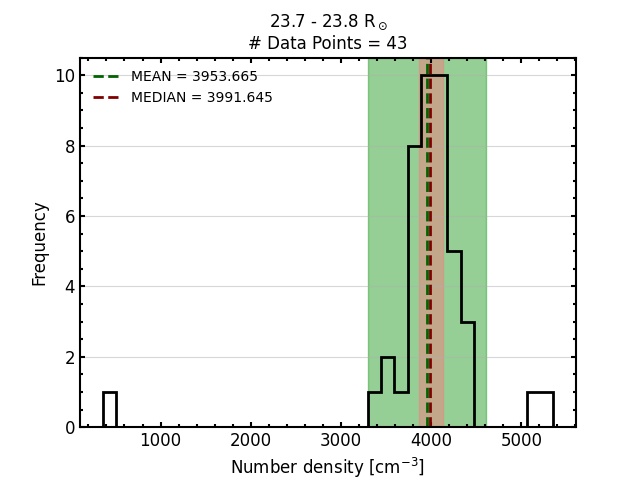 23.7 - 23.8 R⊙
# Data Points = 43
MEAN = 3953.665
MEDIAN = 3991.645
10
8
6
4
2
0
Frequency
1000 2000 3000 4000 5000
Number density [cm⁻³]